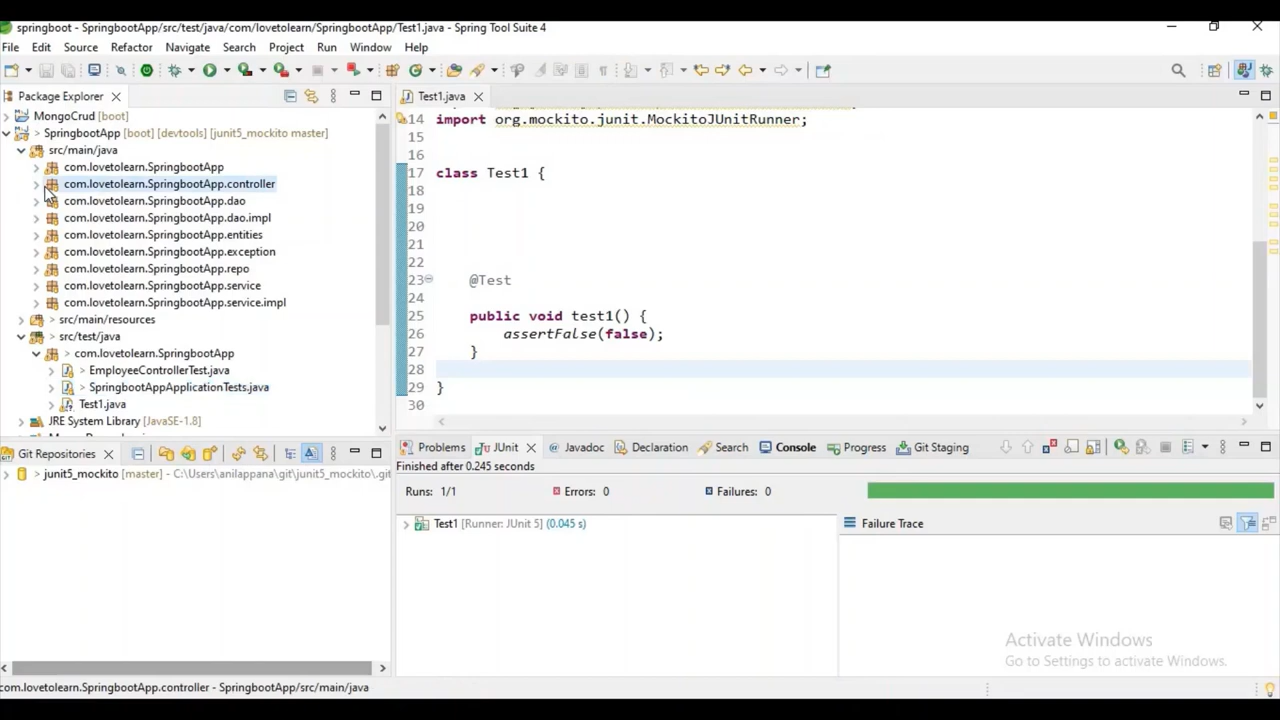 springboot - SpringbootApp/src/test/java/com/lovetolearn/SpringbootApp/Test1.java - Spring Tool Suite 4
File Edit Source Refactor Navigate Search Project Run Window Help
Package Explorer
MongoCrud [boot]
> SpringbootApp [boot] [devtools] [junit5_mockito master]
src/main/java
com.lovetolearn.SpringbootApp
com.lovetolearn.SpringbootApp.controller
com.lovetolearn.SpringbootApp.dao
com.lovetolearn.SpringbootApp.dao.impl
com.lovetolearn.SpringbootApp.entities
com.lovetolearn.SpringbootApp.exception
com.lovetolearn.SpringbootApp.repo
com.lovetolearn.SpringbootApp.service
com.lovetolearn.SpringbootApp.service.impl
> src/main/resources
> src/test/java
> com.lovetolearn.SpringbootApp
> EmployeeControllerTest.java
> SpringbootAppApplicationTests.java
Test1.java
JRE System Library [JavaSE-1.8]
Test1.java
14 import org.mockito.junit.MockitoJUnitRunner;
15
16
17 class Test1 {
18
19
20
21
22
23 @Test
24
25 public void test1() {
26 assertFalse(false);
27 }
28
29 }
30
Git Repositories
> junit5_mockito [master] - C:\Users\anilappana\git\junit5_mockito\.git
Problems JUnit Javadoc Declaration Search Console Progress Git Staging
Finished after 0.245 seconds
Runs: 1/1 Errors: 0 Failures: 0
Test1 [Runner: JUnit 5] (0.045 s)
Failure Trace
Activate Windows
Go to Settings to activate Windows.
com.lovetolearn.SpringbootApp.controller - SpringbootApp/src/main/java